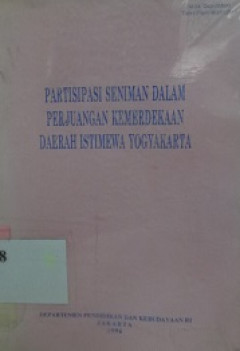 PARTISIPASI SENIMAN DALAM
PERJUANGAN KEMERDEKAAN
DAERAH ISTIMEWA YOGYAKARTA
8
DEPARTEMEN PENDIDIKAN DAN KEBUDAYAAN RI
JAKARTA